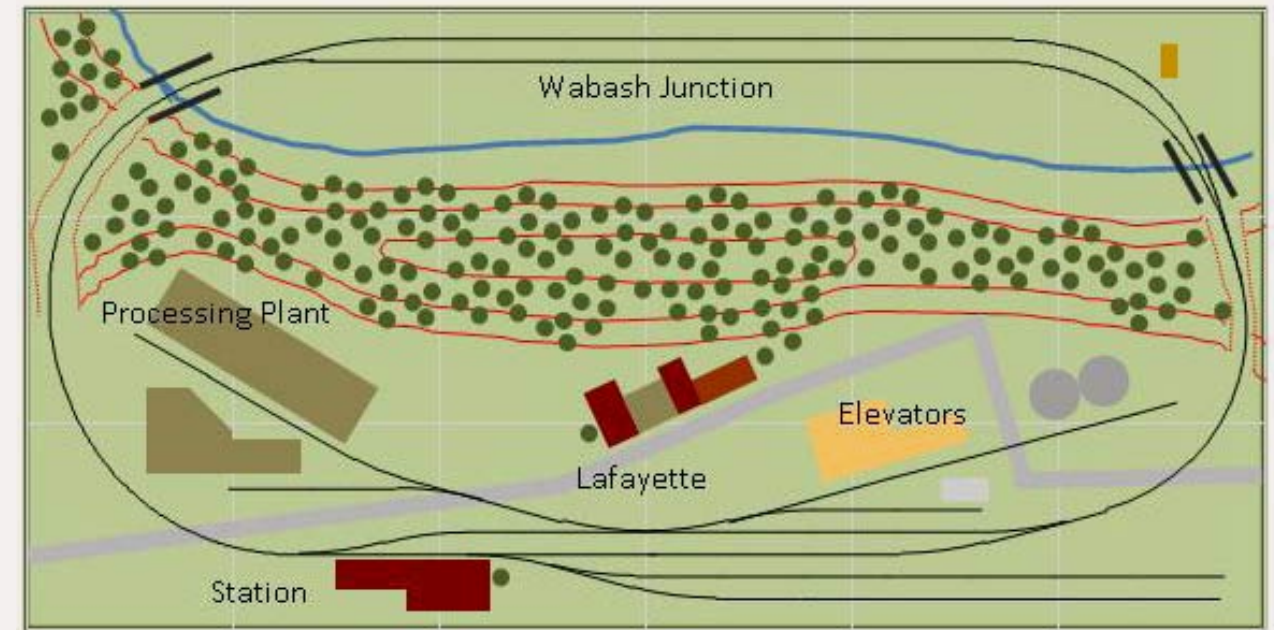 Wabash Junction
Processing Plant
Elevators
Lafayette
Station